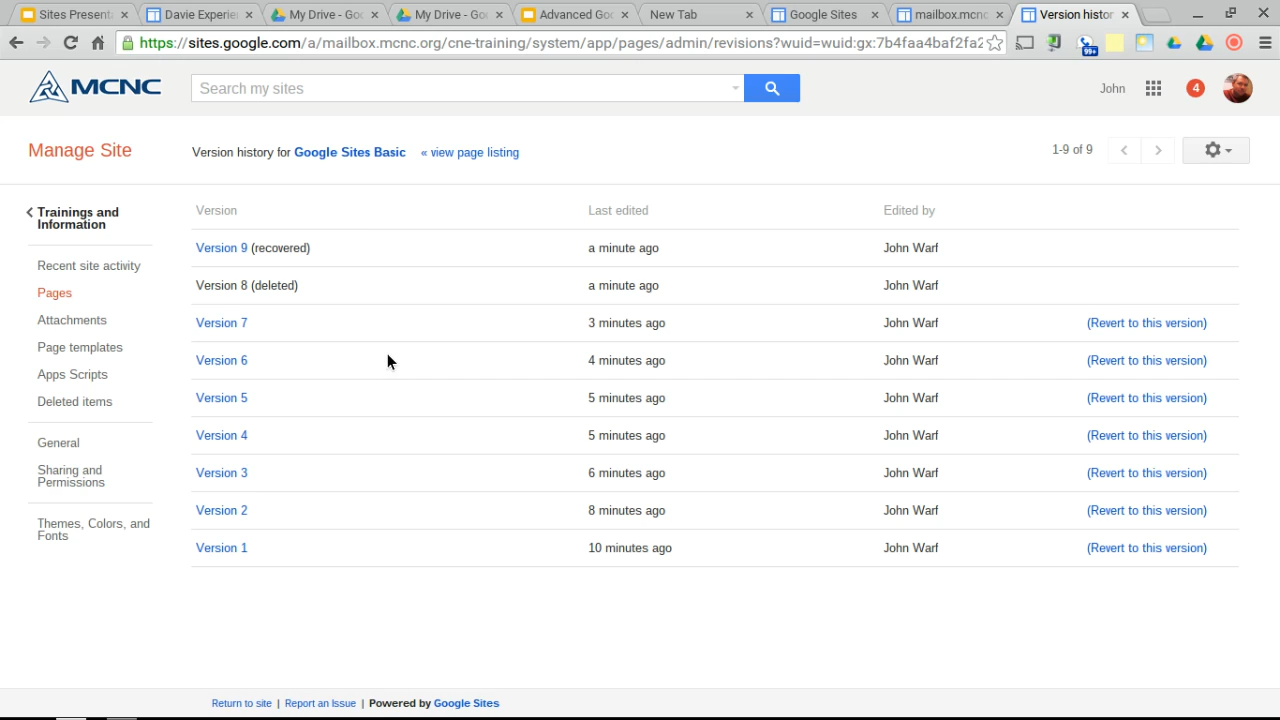 Sites Present
Davie Experie
My Drive - Goo
My Drive - Goo
Advanced Goo
New Tab
Google Sites
mailbox.mcnc
Version histor
https://sites.google.com/a/mailbox.mcnc.org/cne-training/system/app/pages/admin/revisions?wuid=wuid:gx:7b4faa4baf2fa2
99+
MCNC
Search my sites
John
4
Manage Site
Version history for Google Sites Basic « view page listing
1-9 of 9
Trainings and
Information
Recent site activity
Pages
Attachments
Page templates
Apps Scripts
Deleted items
General
Sharing and
Permissions
Themes, Colors, and
Fonts
Version Last edited Edited by
Version 9 (recovered) a minute ago John Warf
Version 8 (deleted) a minute ago John Warf
Version 7 3 minutes ago John Warf (Revert to this version)
Version 6 4 minutes ago John Warf (Revert to this version)
Version 5 5 minutes ago John Warf (Revert to this version)
Version 4 5 minutes ago John Warf (Revert to this version)
Version 3 6 minutes ago John Warf (Revert to this version)
Version 2 8 minutes ago John Warf (Revert to this version)
Version 1 10 minutes ago John Warf (Revert to this version)
Return to site | Report an Issue | Powered by Google Sites